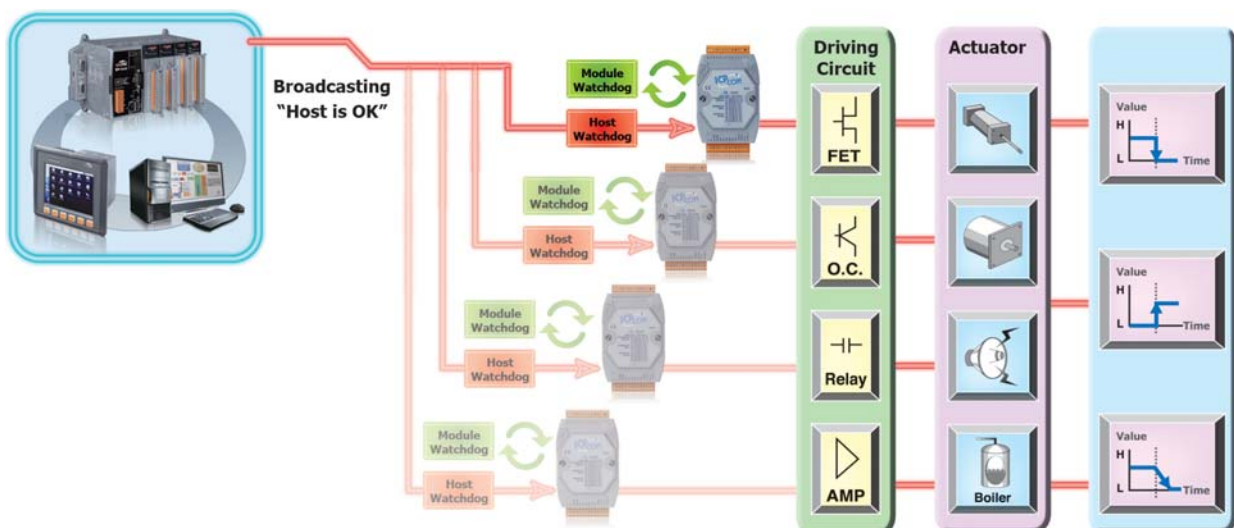 Broadcasting
“Host is OK”
Module
Watchdog
Host
Watchdog
Module
Watchdog
Host
Watchdog
Module
Watchdog
Host
Watchdog
Module
Watchdog
Host
Watchdog
Driving
Circuit
FET
O.C.
Relay
AMP
Actuator
Boiler
Value
H
L
Time
Value
H
L
Time
Value
H
L
Time